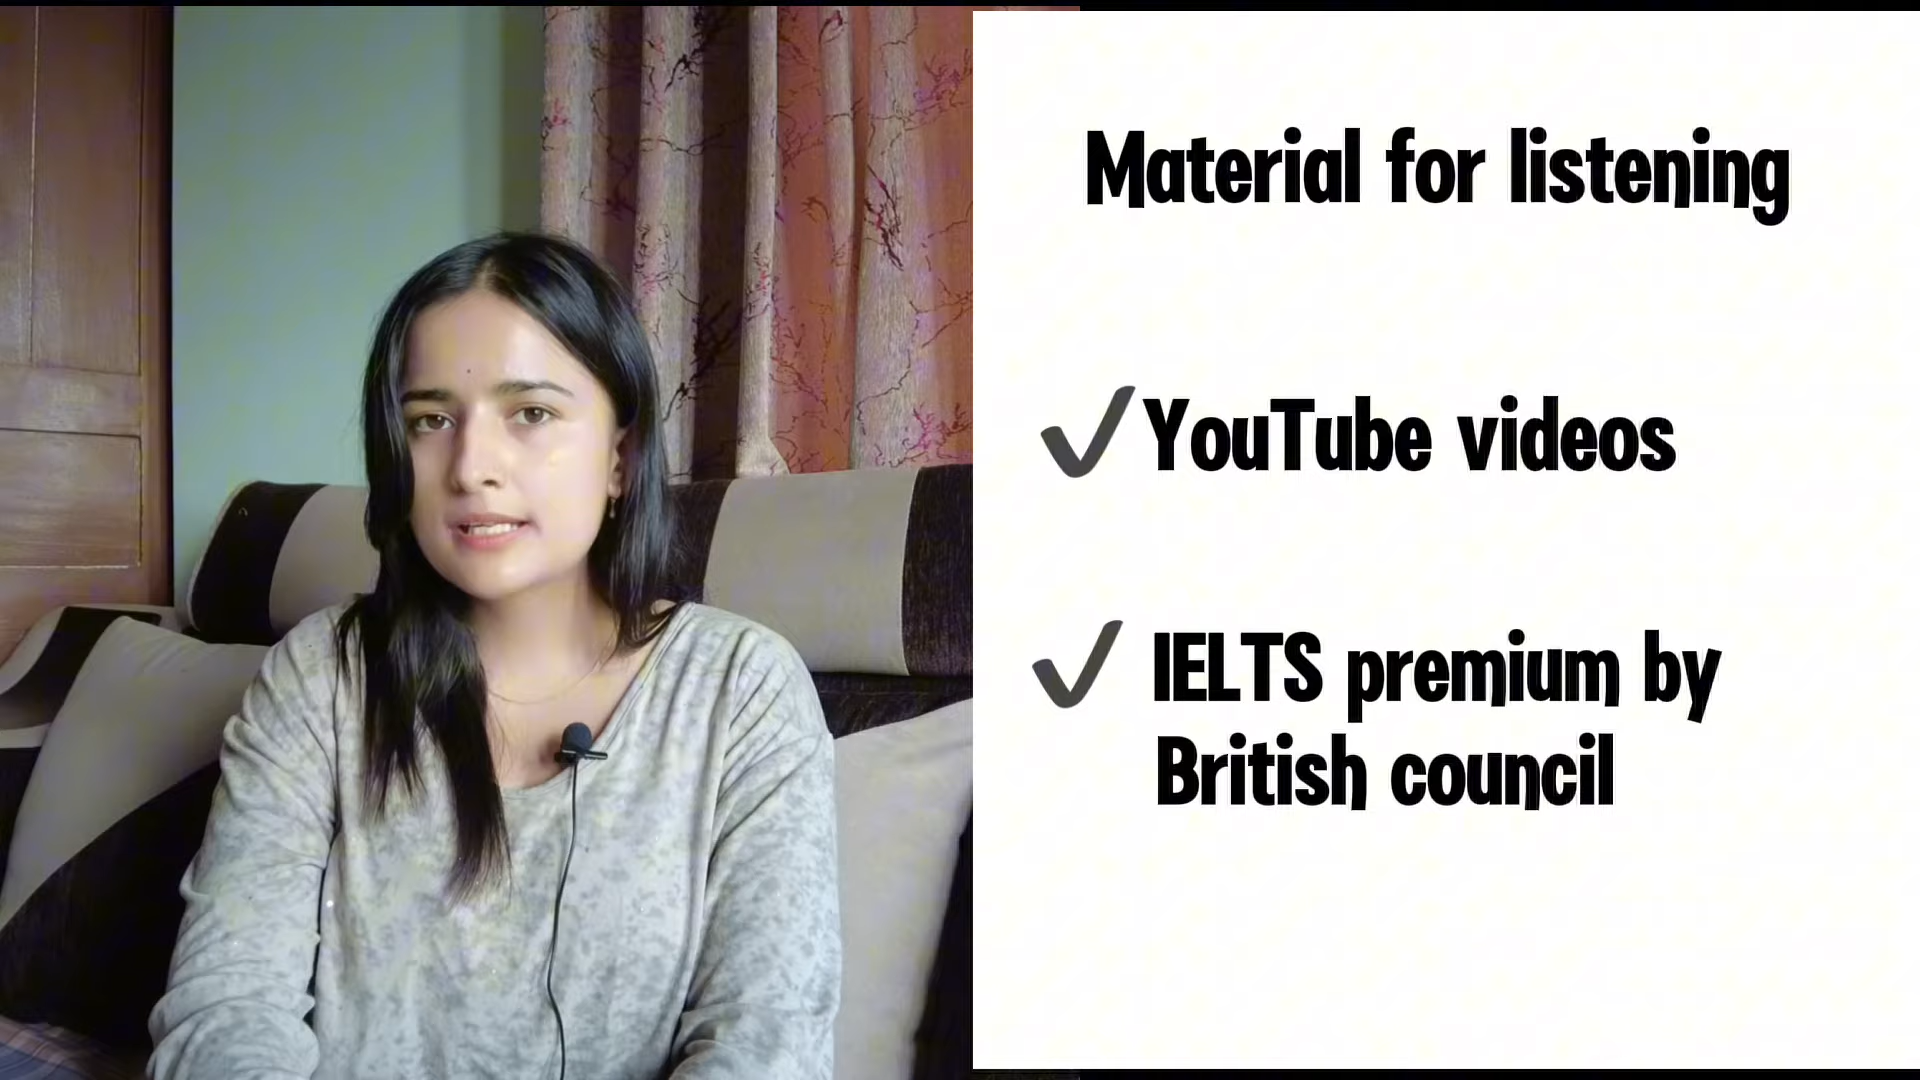 Material for listening
✔YouTube videos
✔ IELTS premium by
British council